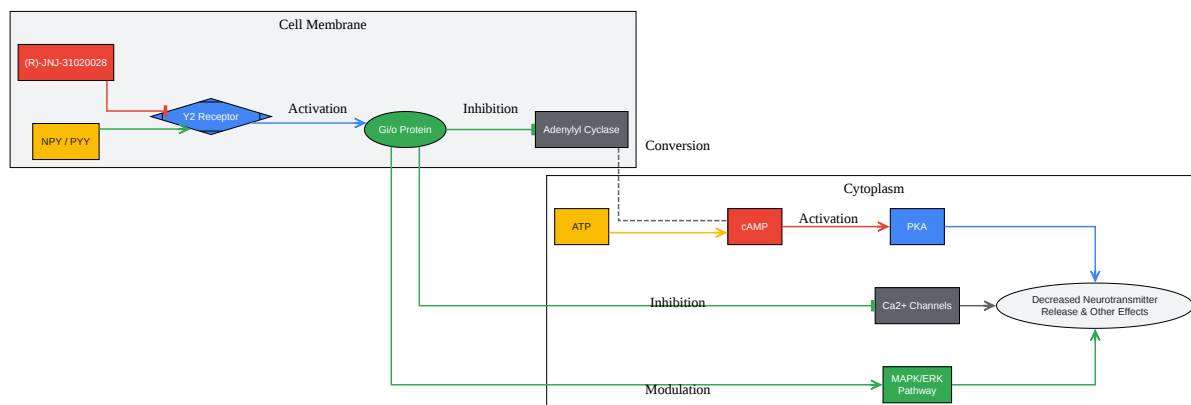 Cell Membrane
(R)-JNJ-31020028
Y2 Receptor
NPY / PYY
Activation
Gi/o Protein
Inhibition
Adenylyl Cyclase
Conversion
Cytoplasm
ATP
cAMP
Activation
PKA
Inhibition
Ca2+ Channels
Decreased Neurotransmitter
Release & Other Effects
Modulation
MAPK/ERK
Pathway